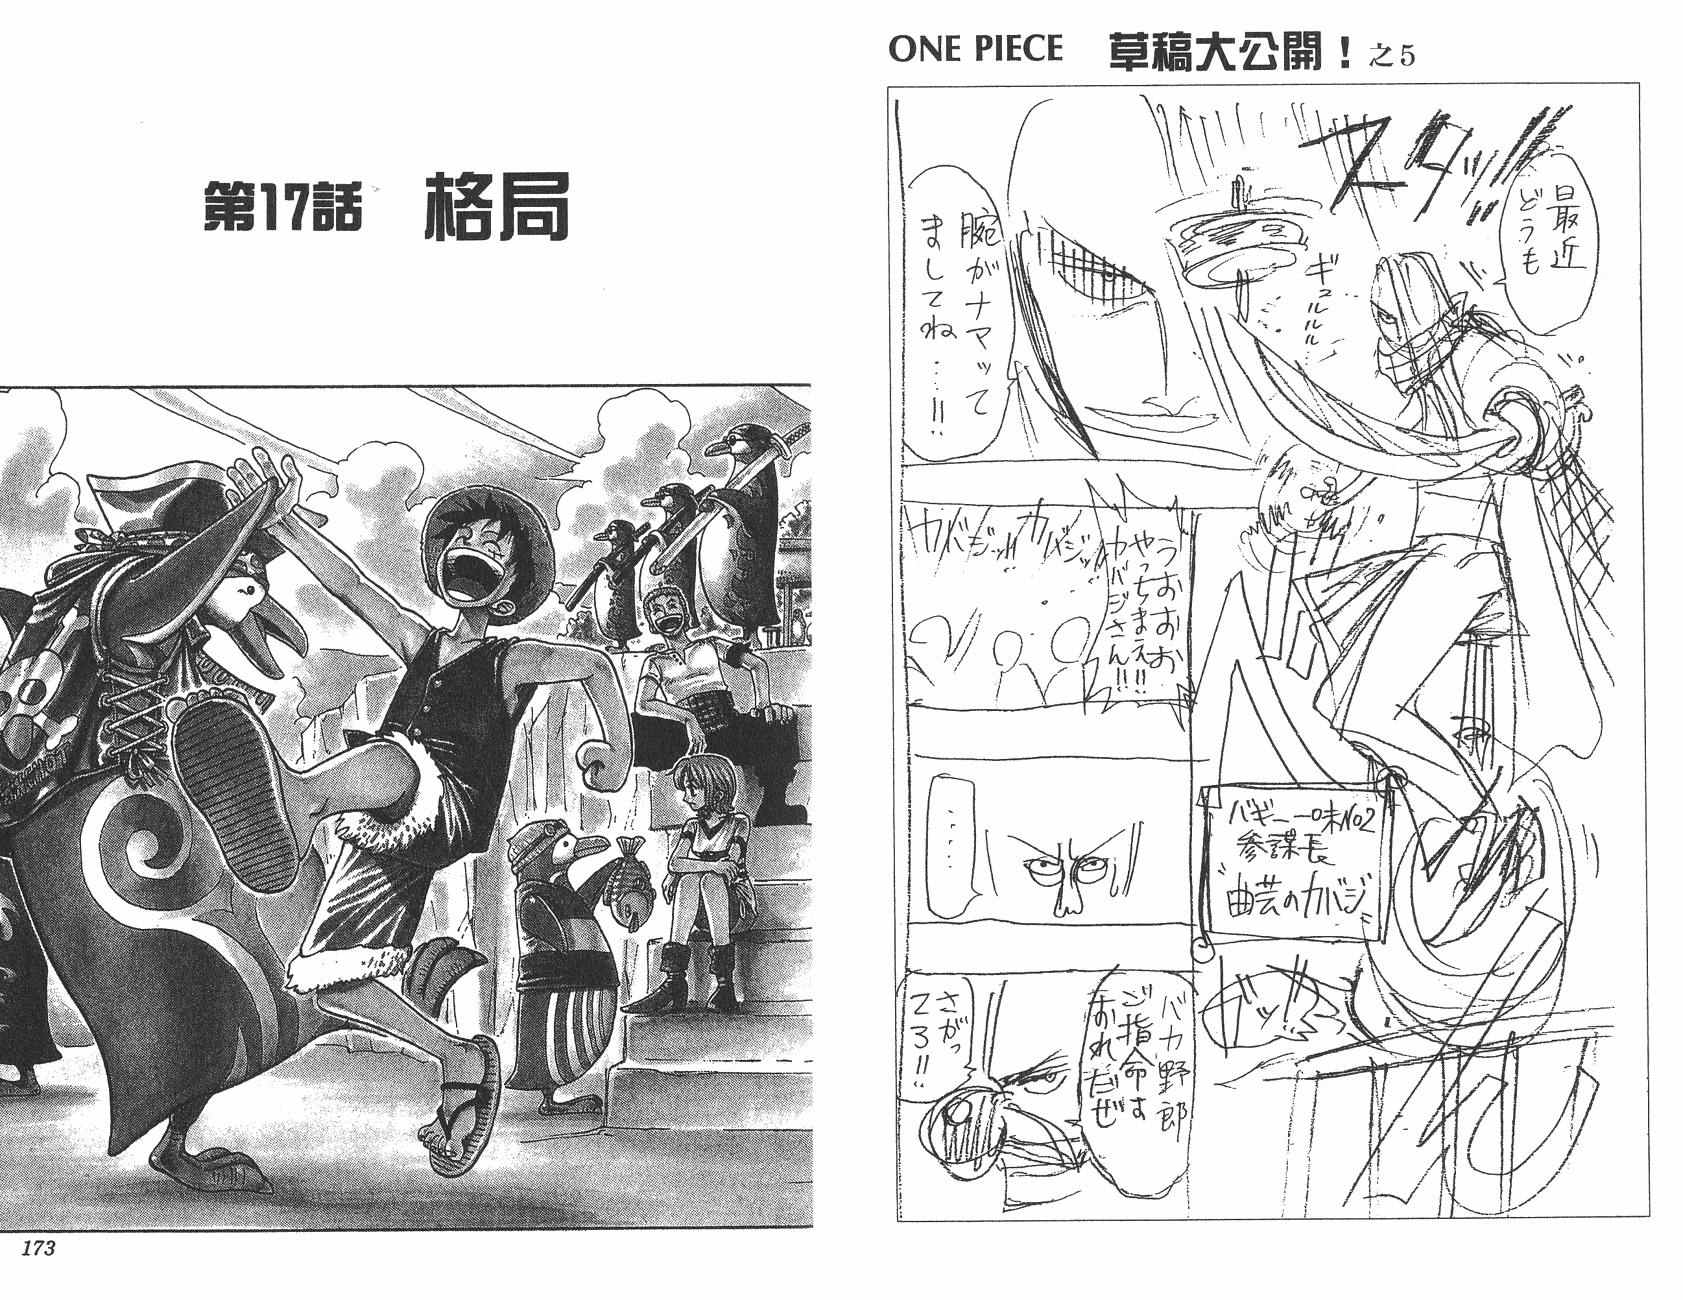 ONE PIECE 草稿大公開！之5
最近
どうも
スタッ!!
ギュルルル
腕がナマッて
ましてね…!!
うおおおお
やっちまえ!!
カバジさん!!
カバジッ!!
カバジッ!!
……
バギー一味No2
参謀長
“曲芸のカバジ”
バカ野郎
ご指命は
おれだぜ
さがっ
てろ!!
第17話 格局
173